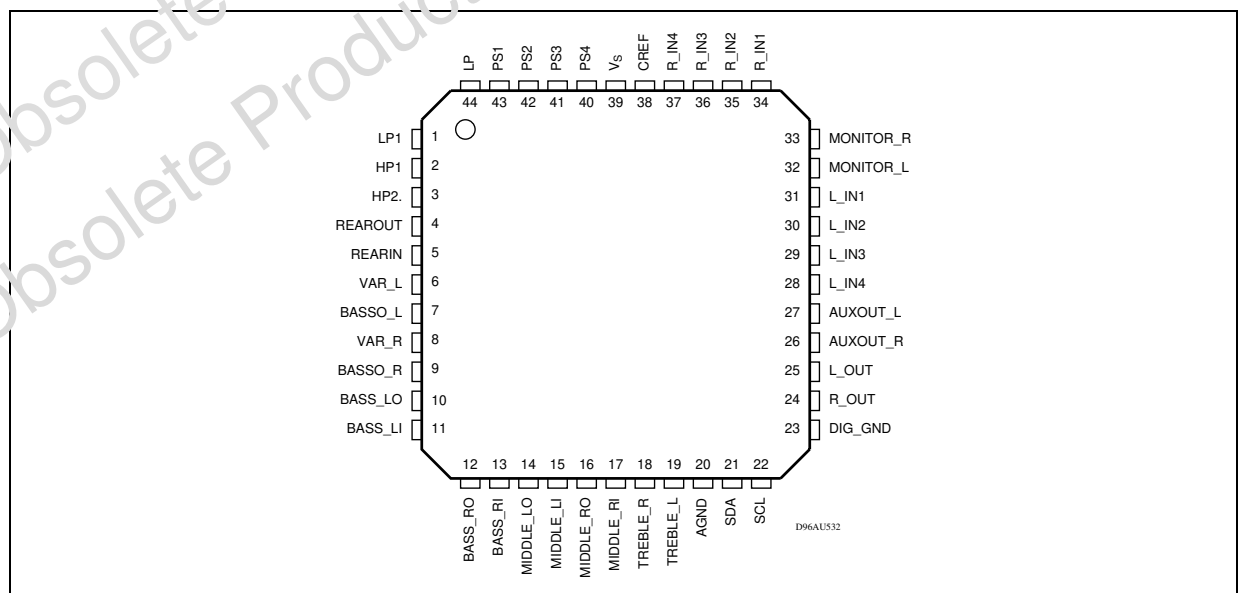 Obsolete Product
Obsolete Product
LP PS1 PS2 PS3 PS4 VS CREF R_IN4 R_IN3 R_IN2 R_IN1
44 43 42 41 40 39 38 37 36 35 34
LP1 1 33 MONITOR_R
HP1 2 32 MONITOR_L
HP2. 3 31 L_IN1
REAROUT 4 30 L_IN2
REARIN 5 29 L_IN3
VAR_L 6 28 L_IN4
BASSO_L 7 27 AUXOUT_L
VAR_R 8 26 AUXOUT_R
BASSO_R 9 25 L_OUT
BASS_LO 10 24 R_OUT
BASS_LI 11 23 DIG_GND
12 13 14 15 16 17 18 19 20 21 22
BASS_RO BASS_RI MIDDLE_LO MIDDLE_LI MIDDLE_RO MIDDLE_RI TREBLE_R TREBLE_L AGND SDA SCL
D96AU532